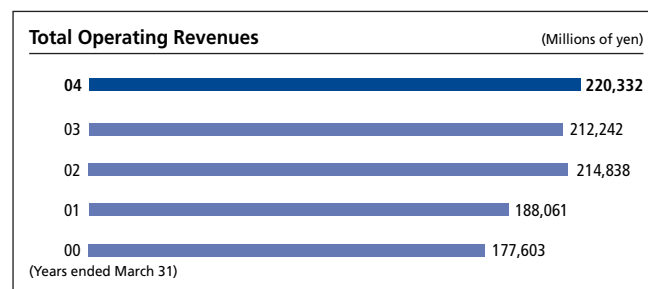 Total Operating Revenues (Millions of yen)
04 220,332
03 212,242
02 214,838
01 188,061
00 177,603
(Years ended March 31)